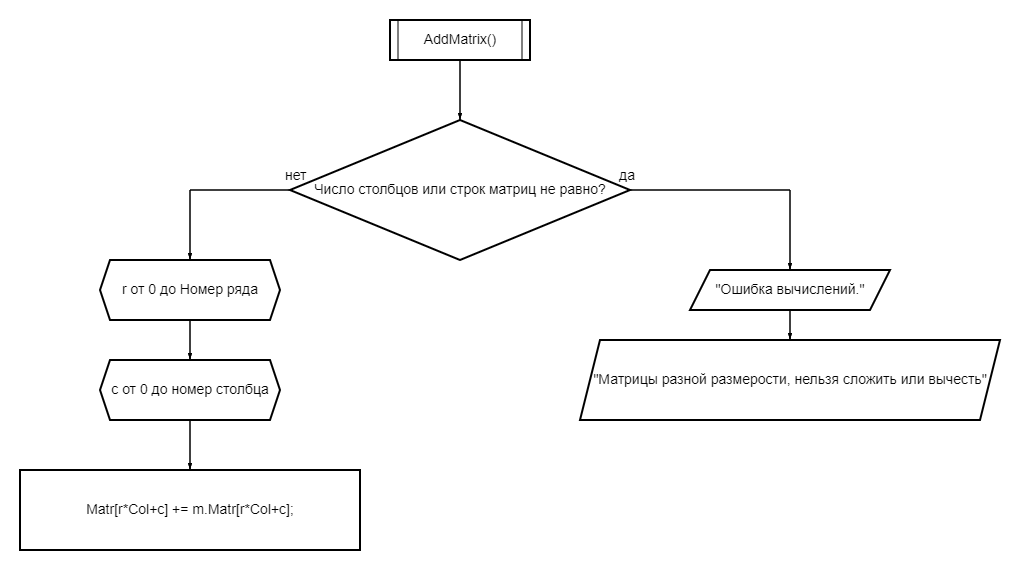 AddMatrix()
нет
да
Число столбцов или строк матриц не равно?
r от 0 до Номер ряда
"Ошибка вычислений."
с от 0 до номер столбца
"Матрицы разной размерости, нельзя сложить или вычесть"
Matr[r*Col+c] += m.Matr[r*Col+c];